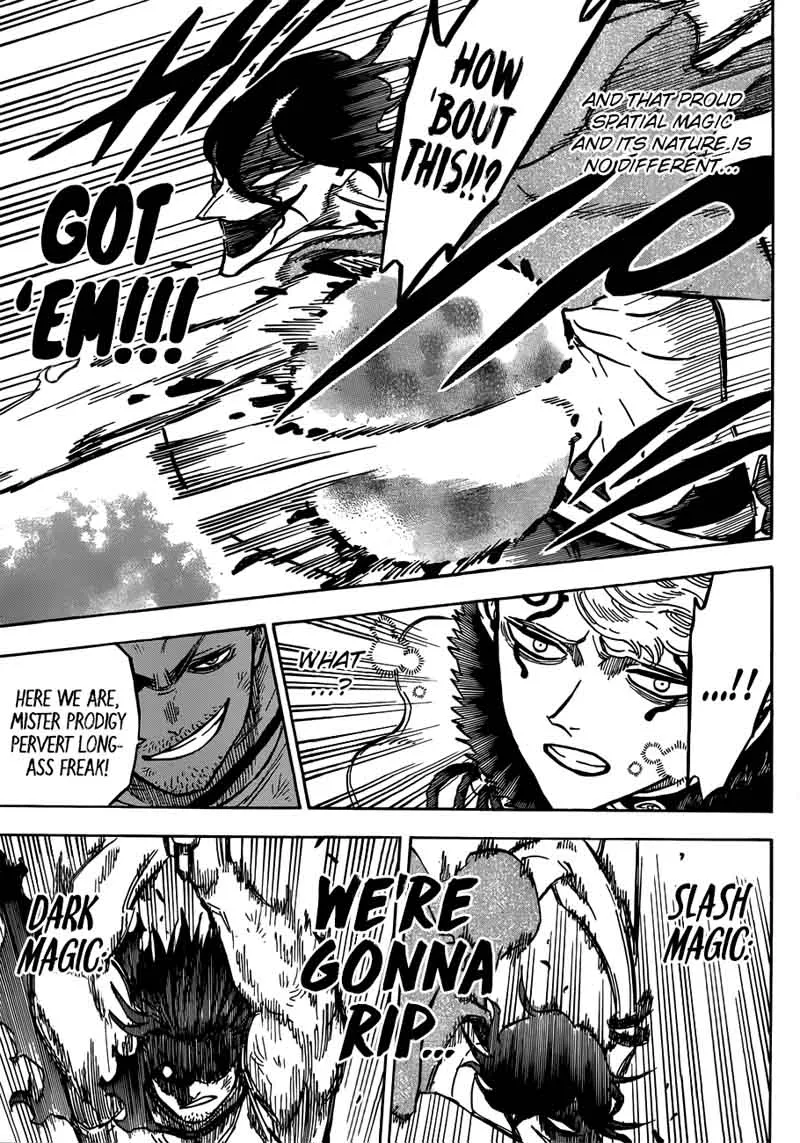 AND THAT PROUD
SPATIAL MAGIC
AND ITS NATURE IS
NO DIFFERENT...
HOW
'BOUT
THIS!!?
GOT
'EM!!!
...!!
WHAT
...?
HERE WE ARE,
MISTER PRODIGY
PERVERT LONG-
ASS FREAK!
SLASH
MAGIC:
WE'RE
GONNA
RIP...
DARK
MAGIC: